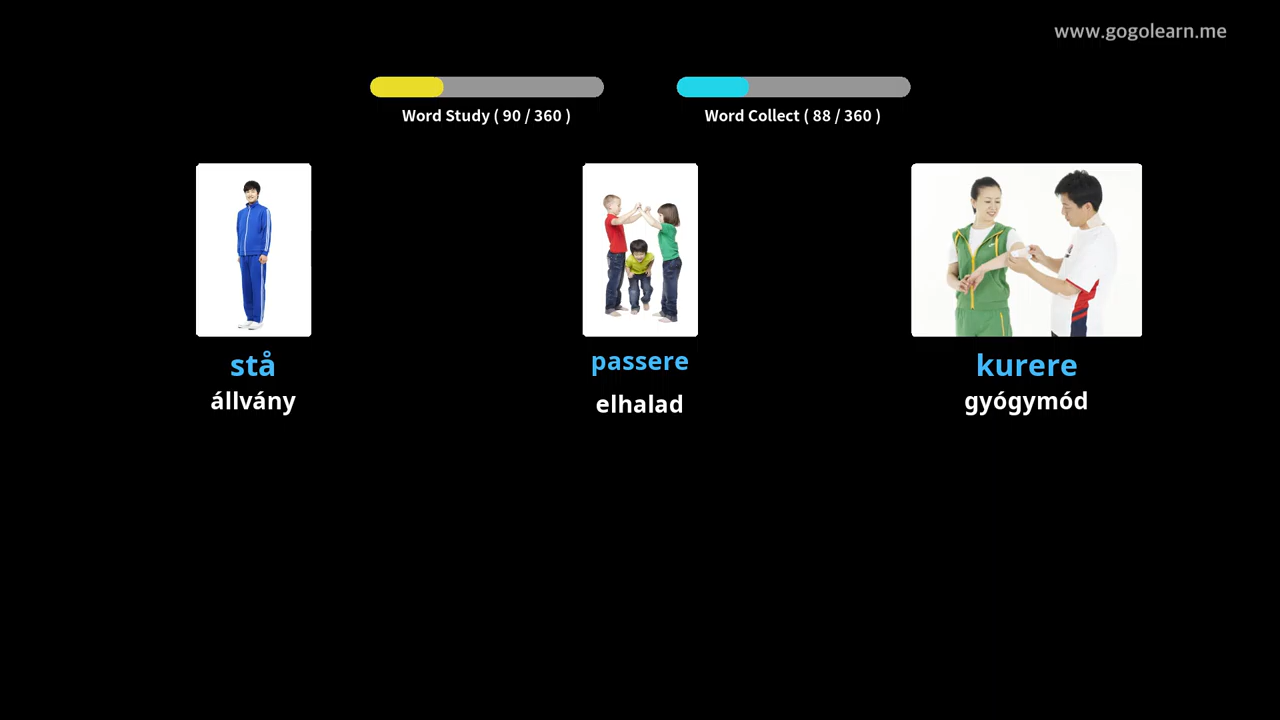 www.gogolearn.me
Word Study ( 90 / 360 )
Word Collect ( 88 / 360 )
stå
passere
kurere
állvány
elhalad
gyógymód